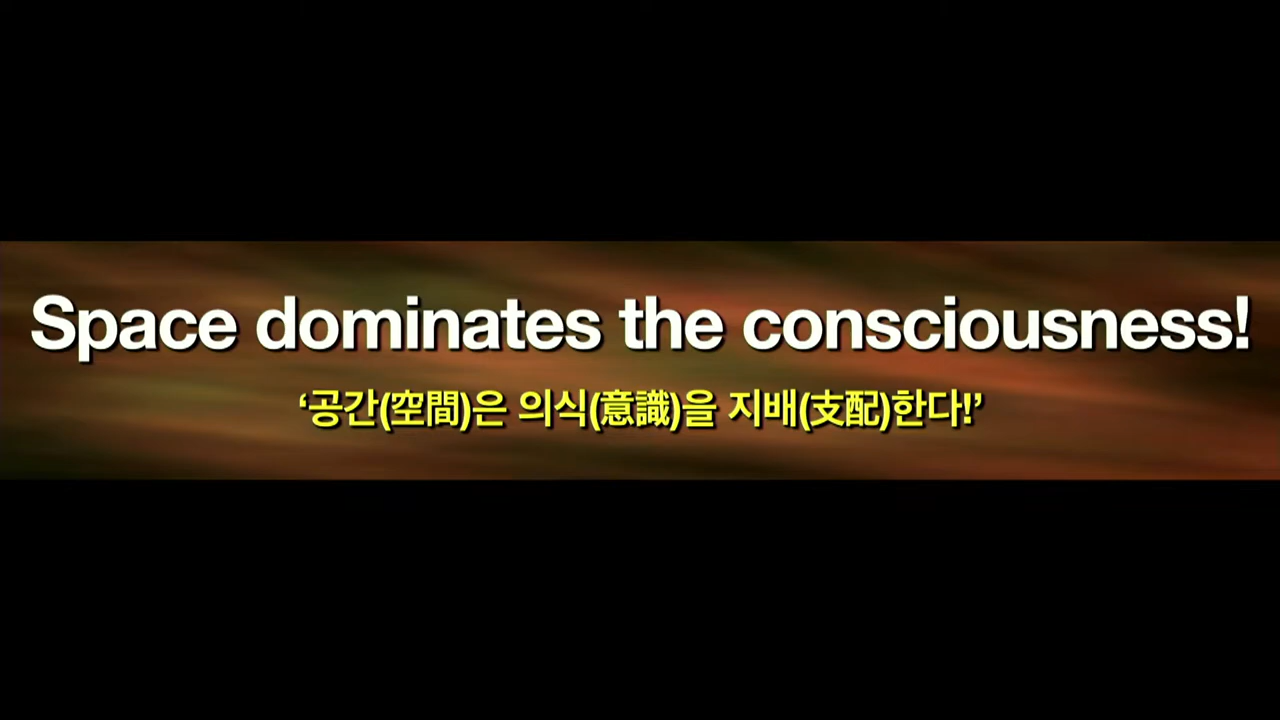 Space dominates the consciousness!
‘공간(空間)은 의식(意識)을 지배(支配)한다!’